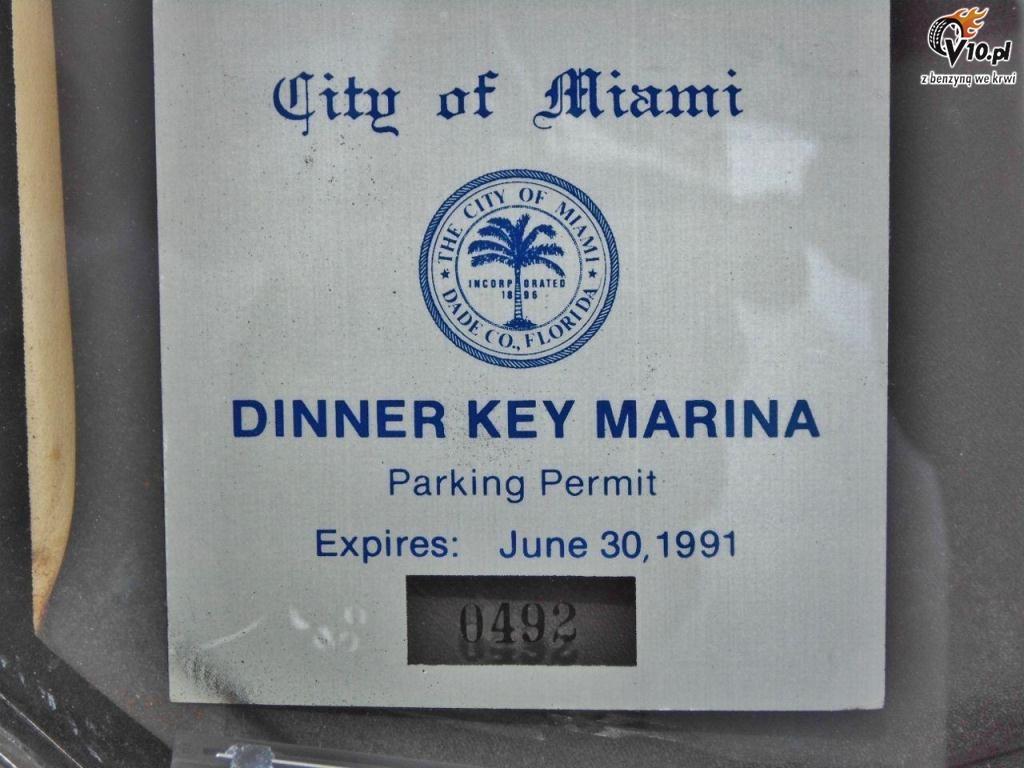 City of Miami
THE CITY OF MIAMI
INCORPORATED
1896
DADE CO., FLORIDA
DINNER KEY MARINA
Parking Permit
Expires: June 30, 1991
0492
V10.pl
z benzyną we krwi